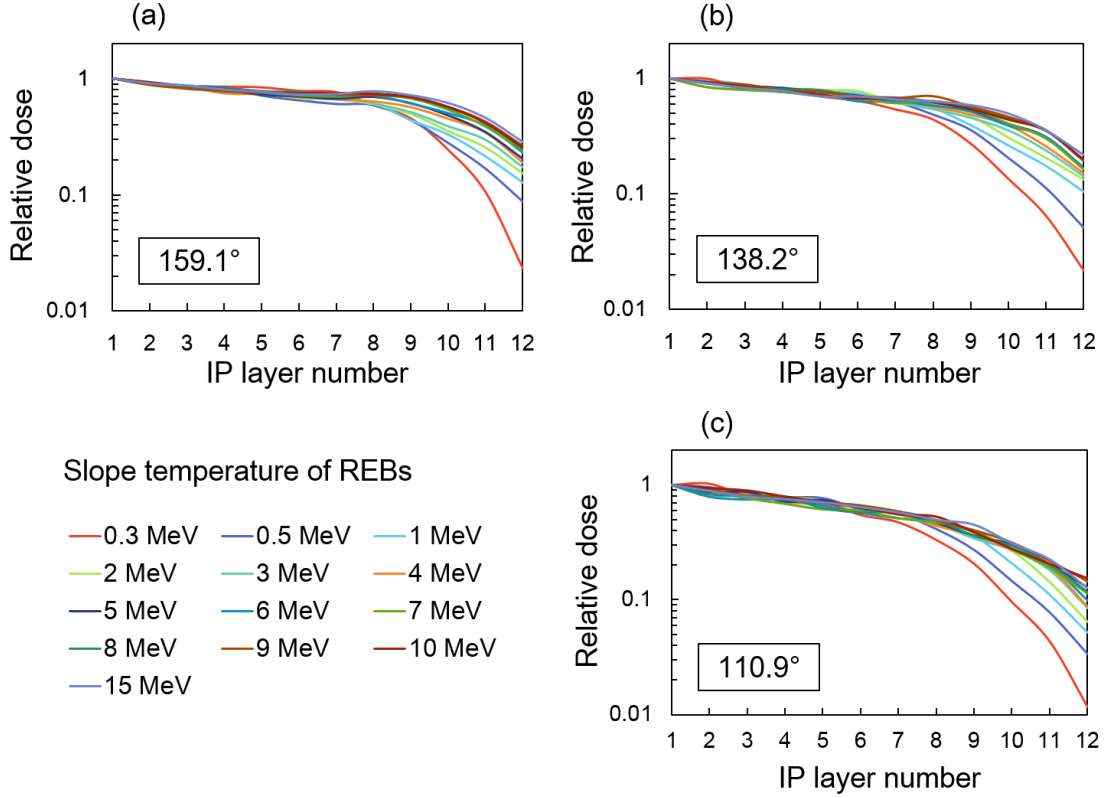 (a)
Relative dose
1
0.1
0.01
159.1°
1 2 3 4 5 6 7 8 9 10 11 12
IP layer number
(b)
Relative dose
1
0.1
0.01
138.2°
1 2 3 4 5 6 7 8 9 10 11 12
IP layer number
Slope temperature of REBs
0.3 MeV 0.5 MeV 1 MeV
2 MeV 3 MeV 4 MeV
5 MeV 6 MeV 7 MeV
8 MeV 9 MeV 10 MeV
15 MeV
(c)
Relative dose
1
0.1
0.01
110.9°
1 2 3 4 5 6 7 8 9 10 11 12
IP layer number